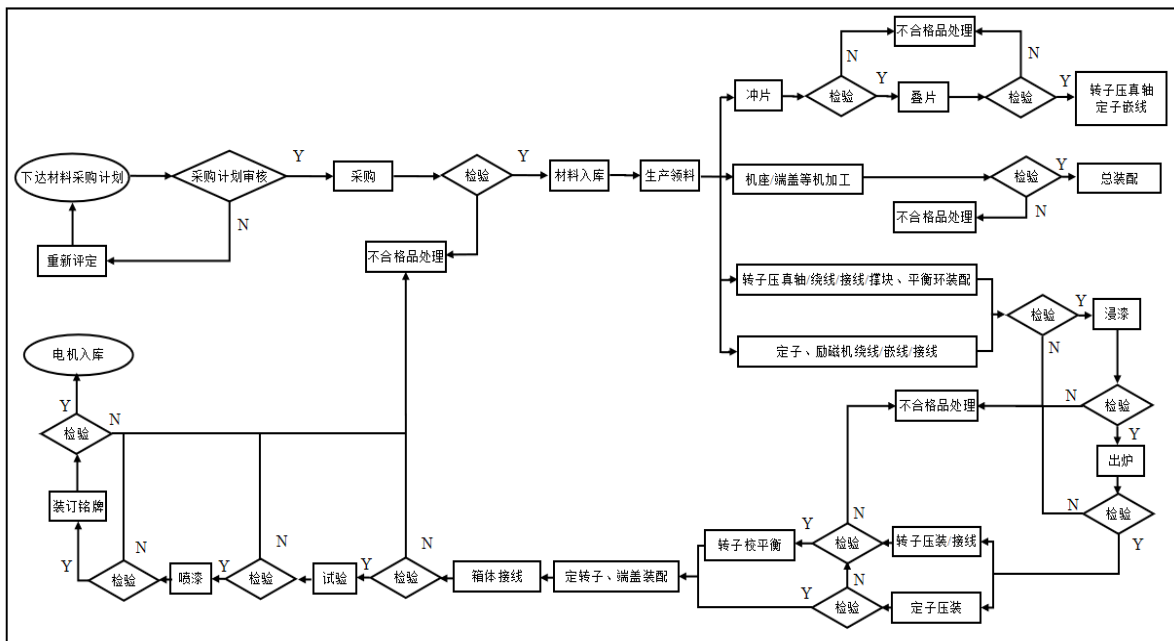 不合格品处理
N
N
Y
Y
冲片
检验
叠片
检验
转子压真轴
定子嵌线
下达材料采购计划
采购计划审核
Y
采购
检验
Y
材料入库
生产领料
机座/端盖等机加工
检验
Y
总装配
N
不合格品处理
N
重新评定
不合格品处理
转子压真轴/绕线/接线/撑块、平衡环装配
检验
Y
浸漆
定子、励磁机绕线/嵌线/接线
N
电机入库
Y
N
检验
不合格品处理
N
检验
Y
出炉
N
检验
Y
装订铭牌
N
转子校平衡
Y
检验
转子压装/接线
N
Y
检验
定子压装
定转子、端盖装配
箱体接线
N
检验
Y
试验
N
检验
Y
喷漆
N
检验
Y